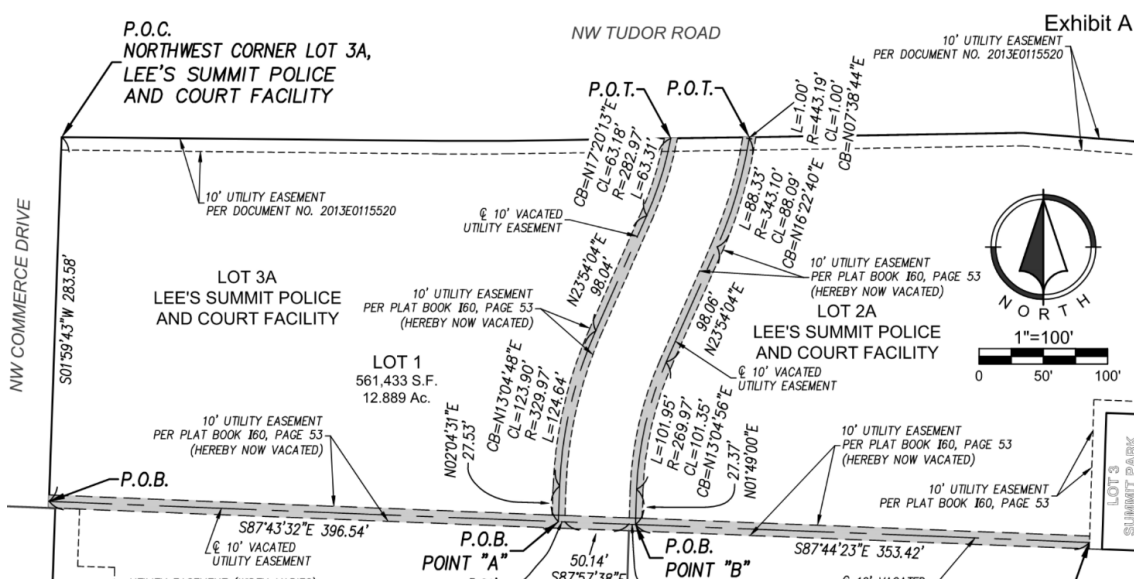 Exhibit A
P.O.C.
NORTHWEST CORNER LOT 3A,
LEE'S SUMMIT POLICE
AND COURT FACILITY
NW TUDOR ROAD
10' UTILITY EASEMENT
PER DOCUMENT NO. 2013E0115520
P.O.T.
P.O.T.
L=1.00'
R=443.19'
CL=1.00'
CB=N07°38'44"E
CB=N17°20'13"E
CL=63.18'
R=282.97'
L=63.31'
10' UTILITY EASEMENT
PER DOCUMENT NO. 2013E0115520
℄ 10' VACATED
UTILITY EASEMENT
L=88.33'
R=343.10'
CL=88.09'
CB=N16°22'40"E
NW COMMERCE DRIVE
S01°59'43"W 283.58'
LOT 3A
LEE'S SUMMIT POLICE
AND COURT FACILITY
N23°54'04"E
98.04'
10' UTILITY EASEMENT
PER PLAT BOOK I60, PAGE 53
(HEREBY NOW VACATED)
10' UTILITY EASEMENT
PER PLAT BOOK I60, PAGE 53
(HEREBY NOW VACATED)
98.06'
N23°54'04"E
LOT 2A
LEE'S SUMMIT POLICE
AND COURT FACILITY
NORTH
1"=100'
0 50' 100'
LOT 1
561,433 S.F.
12.889 Ac.
℄ 10' VACATED
UTILITY EASEMENT
CB=N13°04'48"E
CL=123.90'
R=329.97'
L=124.64'
N02°04'31"E
27.53'
L=101.95'
R=269.97'
CL=101.35'
CB=N13°04'56"E
27.37'
N01°49'00"E
10' UTILITY EASEMENT
PER PLAT BOOK I60, PAGE 53
(HEREBY NOW VACATED)
10' UTILITY EASEMENT
PER PLAT BOOK I60, PAGE 53
(HEREBY NOW VACATED)
10' UTILITY EASEMENT
PER PLAT BOOK I60, PAGE 53
LOT 3
SUMMIT PARK
P.O.B.
S87°43'32"E 396.54'
℄ 10' VACATED
UTILITY EASEMENT
P.O.B.
POINT "A"
50.14'
S87°57'38"E
P.O.B.
POINT "B"
S87°44'23"E 353.42'
℄ 10' VACATED